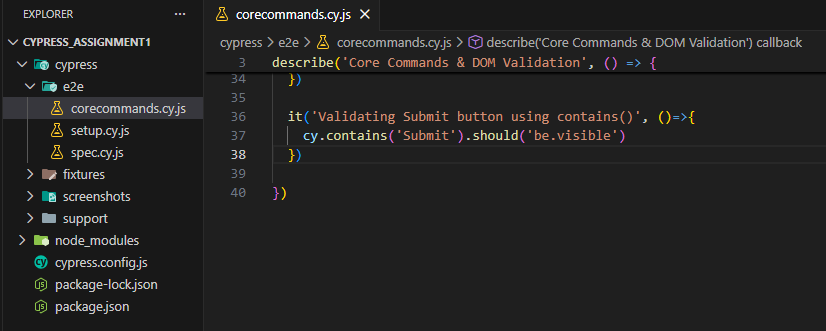 EXPLORER
···
CYPRESS_ASSIGNMENT1
cypress
e2e
corecommands.cy.js
setup.cy.js
spec.cy.js
fixtures
screenshots
support
node_modules
cypress.config.js
package-lock.json
package.json
corecommands.cy.js
cypress > e2e > corecommands.cy.js > describe('Core Commands & DOM Validation') callback
3 describe('Core Commands & DOM Validation', () => {
34 })
35
36 it('Validating Submit button using contains()', ()=>{
37 cy.contains('Submit').should('be.visible')
38 })
39
40 })